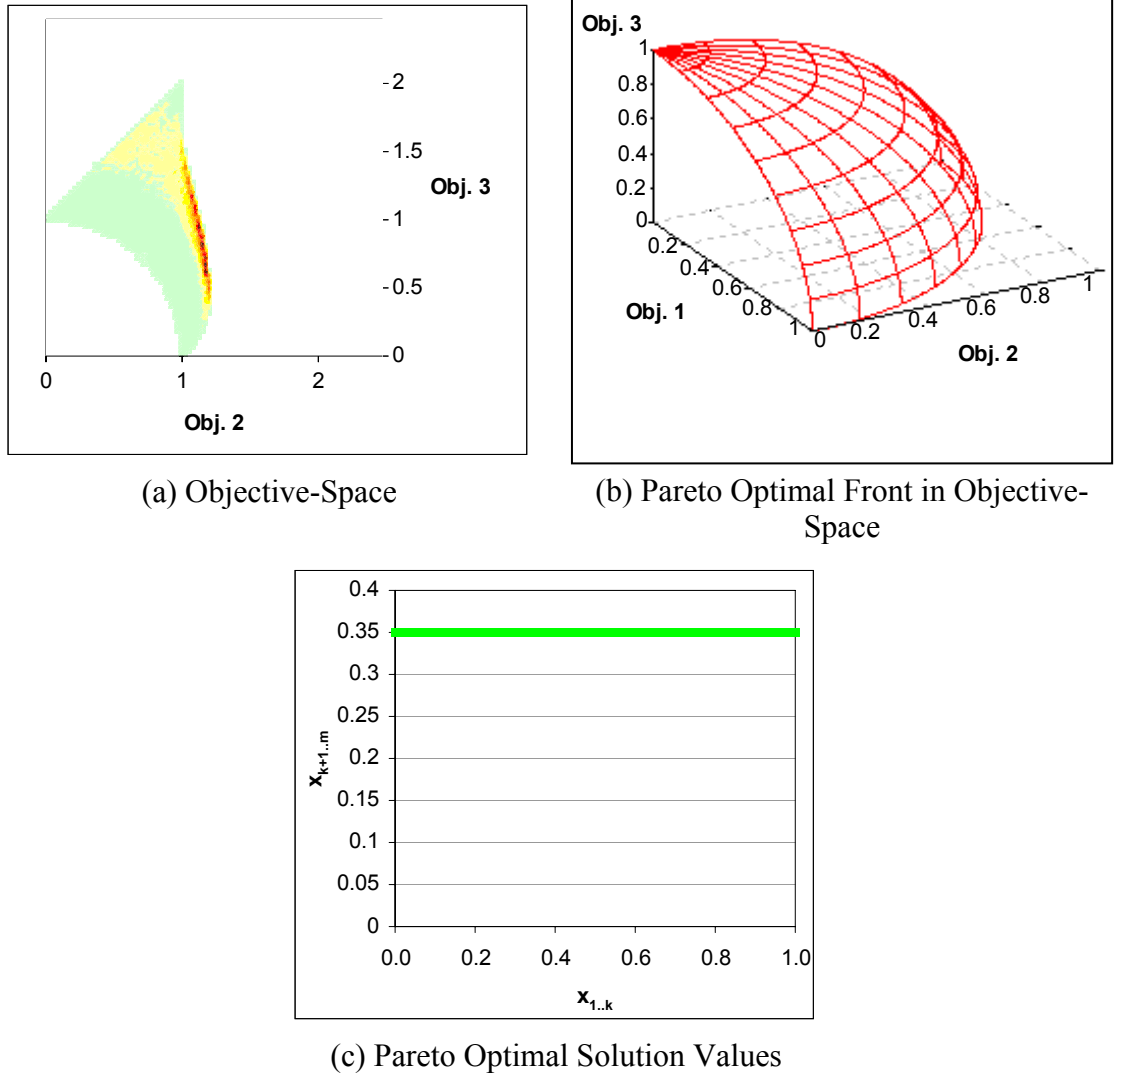 2
1.5
Obj. 3
1
0.5
0
0 1 2
Obj. 2
(a) Objective-Space
Obj. 3
1
0.8
0.6
0.4
0.2
0
0.2
0.4
0.6
0.8
1
Obj. 1
0 0.2 0.4 0.6 0.8 1
Obj. 2
(b) Pareto Optimal Front in Objective-
Space
0.4
0.35
0.3
0.25
0.2
0.15
0.1
0.05
0
x_{k+1..m}
0.0 0.2 0.4 0.6 0.8 1.0
x_{1..k}
(c) Pareto Optimal Solution Values